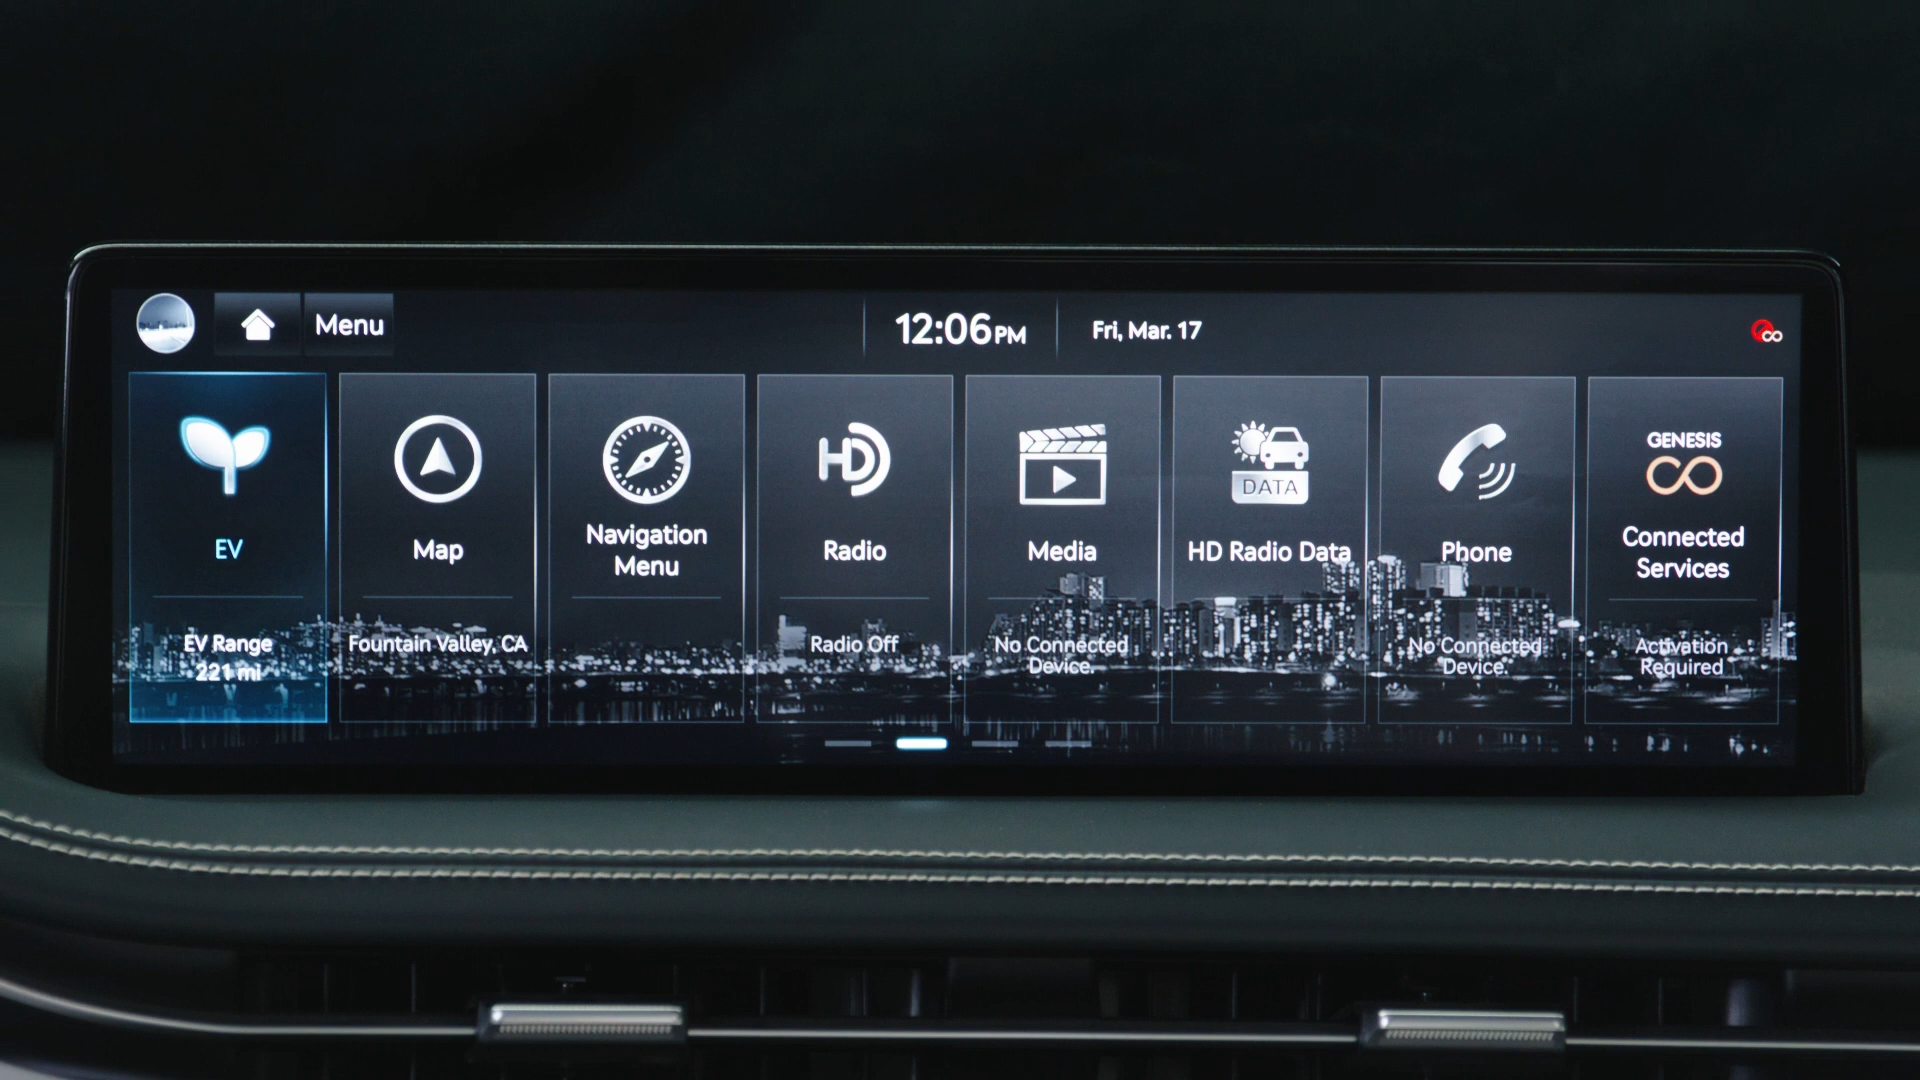 Menu
12:06PM
Fri, Mar. 17
EV
EV Range
221 mi
Map
Fountain Valley, CA
Navigation
Menu
HD
Radio
Radio Off
Media
No Connected
Device.
DATA
HD Radio Data
Phone
No Connected
Device.
GENESIS
Connected
Services
Activation
Required